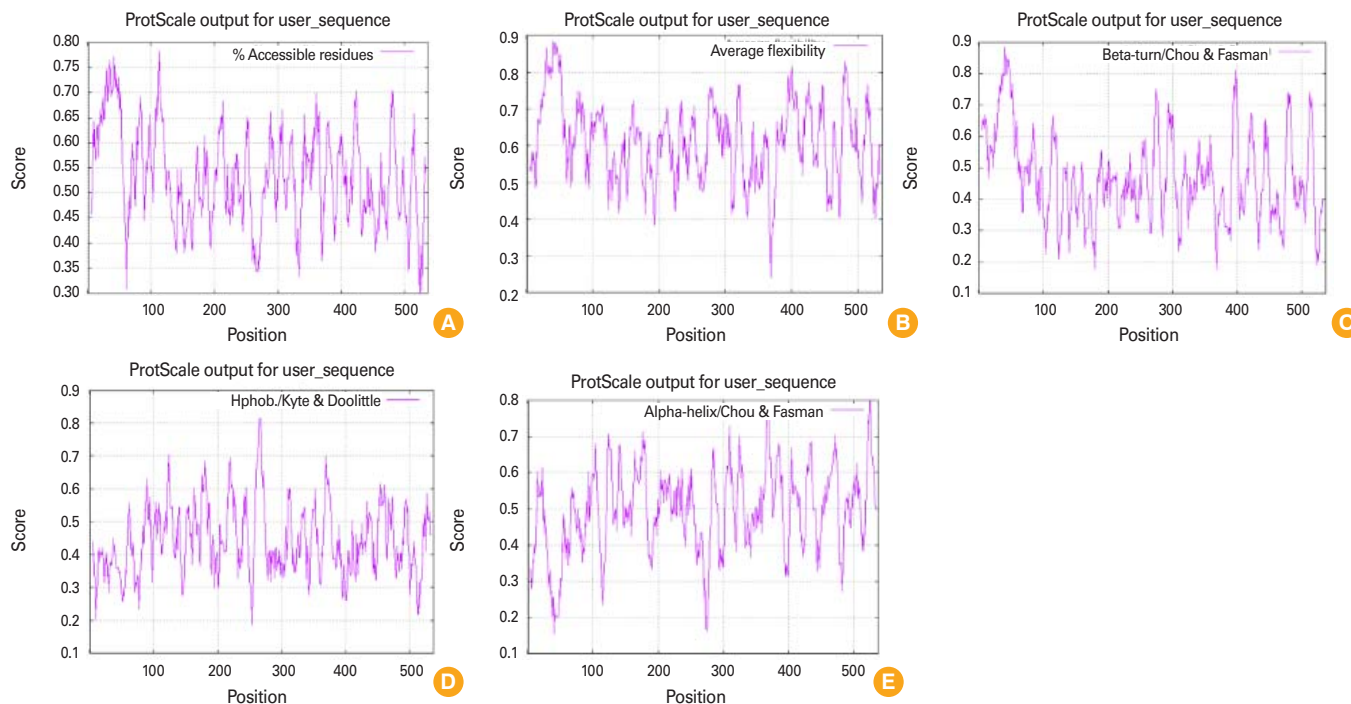 ProtScale output for user_sequence
% Accessible residues
Score
0.80
0.75
0.70
0.65
0.60
0.55
0.50
0.45
0.40
0.35
0.30
100 200 300 400 500
Position
A
ProtScale output for user_sequence
Average flexibility
Score
0.9
0.8
0.7
0.6
0.5
0.4
0.3
0.2
100 200 300 400 500
Position
B
ProtScale output for user_sequence
Beta-turn/Chou & Fasman
Score
0.9
0.8
0.7
0.6
0.5
0.4
0.3
0.2
0.1
100 200 300 400 500
Position
C
ProtScale output for user_sequence
Hphob./Kyte & Doolittle
Score
0.9
0.8
0.7
0.6
0.5
0.4
0.3
0.2
0.1
100 200 300 400 500
Position
D
ProtScale output for user_sequence
Alpha-helix/Chou & Fasman
Score
0.8
0.7
0.6
0.5
0.4
0.3
0.2
0.1
100 200 300 400 500
Position
E